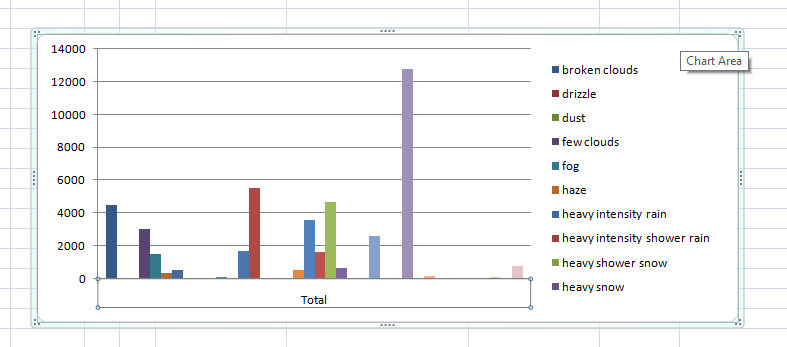 14000
12000
10000
8000
6000
4000
2000
0
Total
Chart Area
broken clouds
drizzle
dust
few clouds
fog
haze
heavy intensity rain
heavy intensity shower rain
heavy shower snow
heavy snow